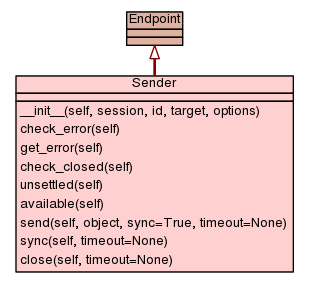 Endpoint
Sender
__init__(self, session, id, target, options)
check_error(self)
get_error(self)
check_closed(self)
unsettled(self)
available(self)
send(self, object, sync=True, timeout=None)
sync(self, timeout=None)
close(self, timeout=None)